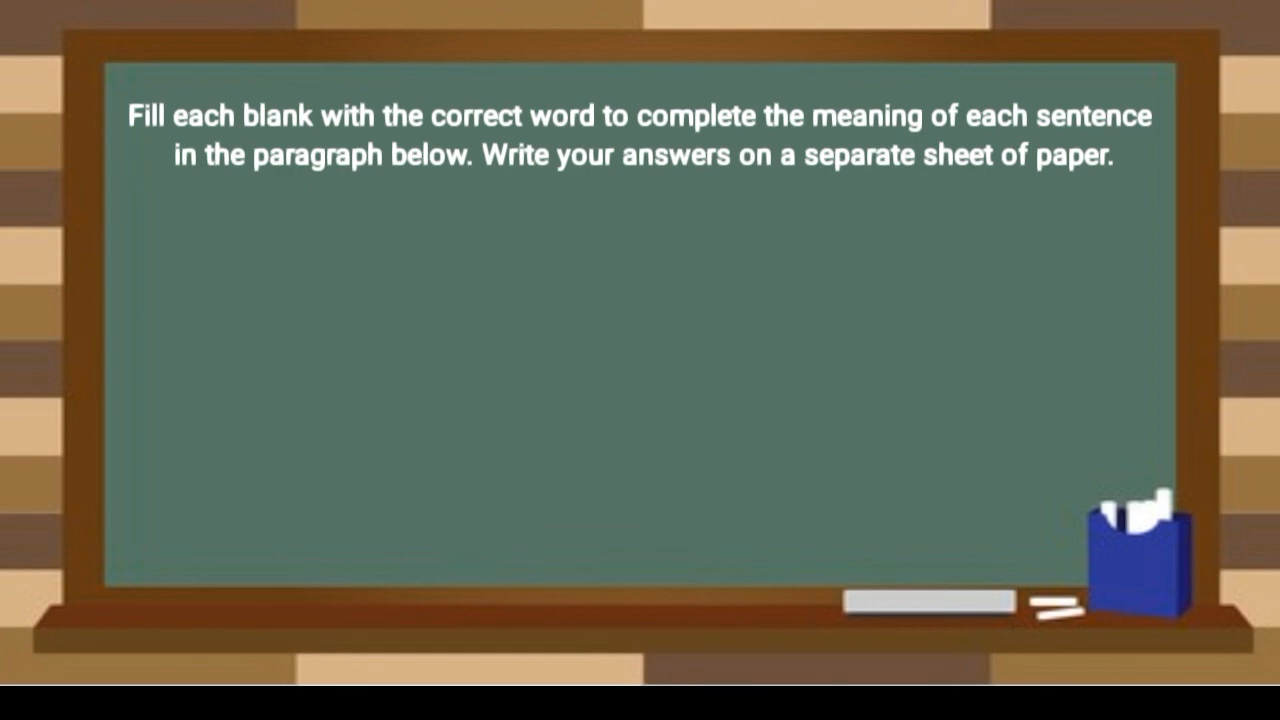 Fill each blank with the correct word to complete the meaning of each sentence
in the paragraph below. Write your answers on a separate sheet of paper.